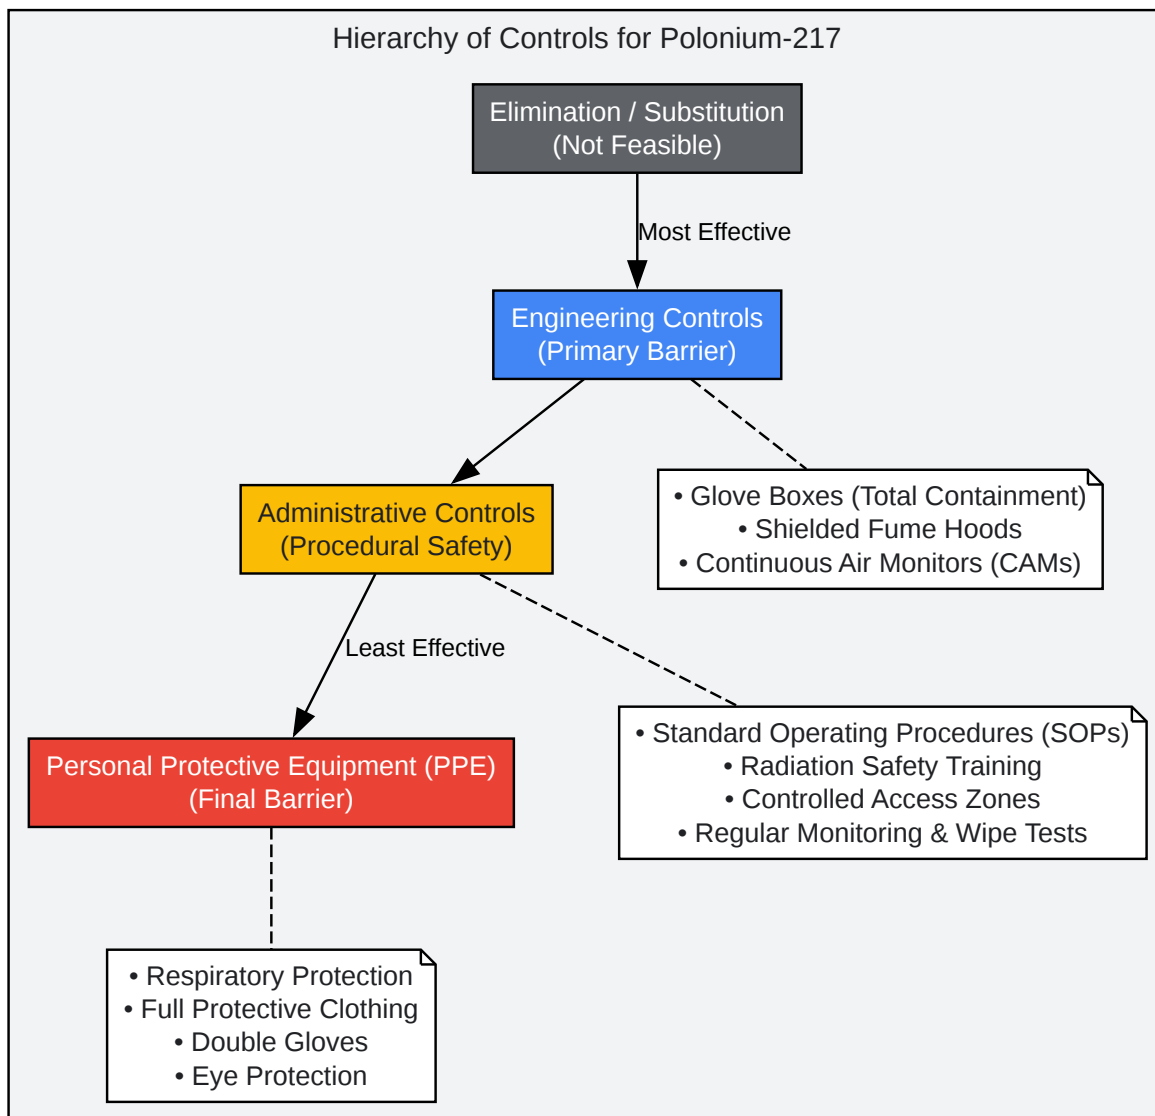 Hierarchy of Controls for Polonium-217
Elimination / Substitution
(Not Feasible)
Most Effective
Engineering Controls
(Primary Barrier)
• Glove Boxes (Total Containment)
• Shielded Fume Hoods
• Continuous Air Monitors (CAMs)
Administrative Controls
(Procedural Safety)
Least Effective
• Standard Operating Procedures (SOPs)
• Radiation Safety Training
• Controlled Access Zones
• Regular Monitoring & Wipe Tests
Personal Protective Equipment (PPE)
(Final Barrier)
• Respiratory Protection
• Full Protective Clothing
• Double Gloves
• Eye Protection